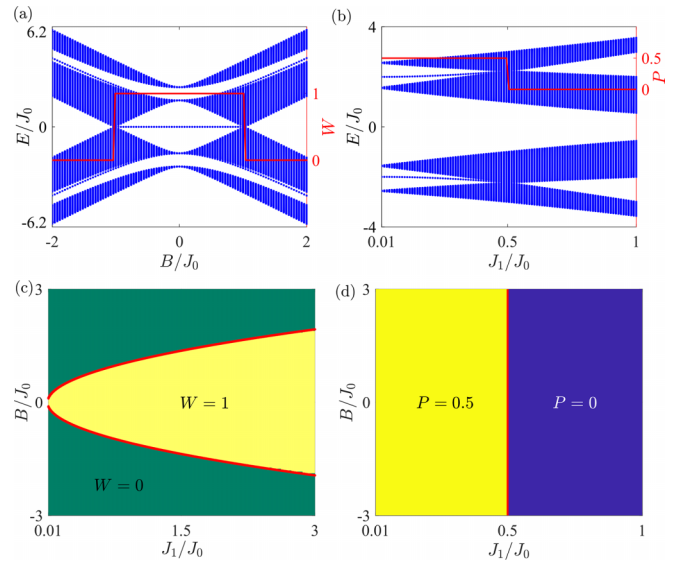 (a)
6.2
0
-6.2
E/J₀
1
0
W
-2
0
2
B/J₀
(b)
4
0
-4
E/J₀
0.5
0
P
0.01
0.5
1
J₁/J₀
(c)
3
0
-3
B/J₀
W = 1
W = 0
0.01
1.5
3
J₁/J₀
(d)
3
0
-3
B/J₀
P = 0.5
P = 0
0.01
0.5
1
J₁/J₀